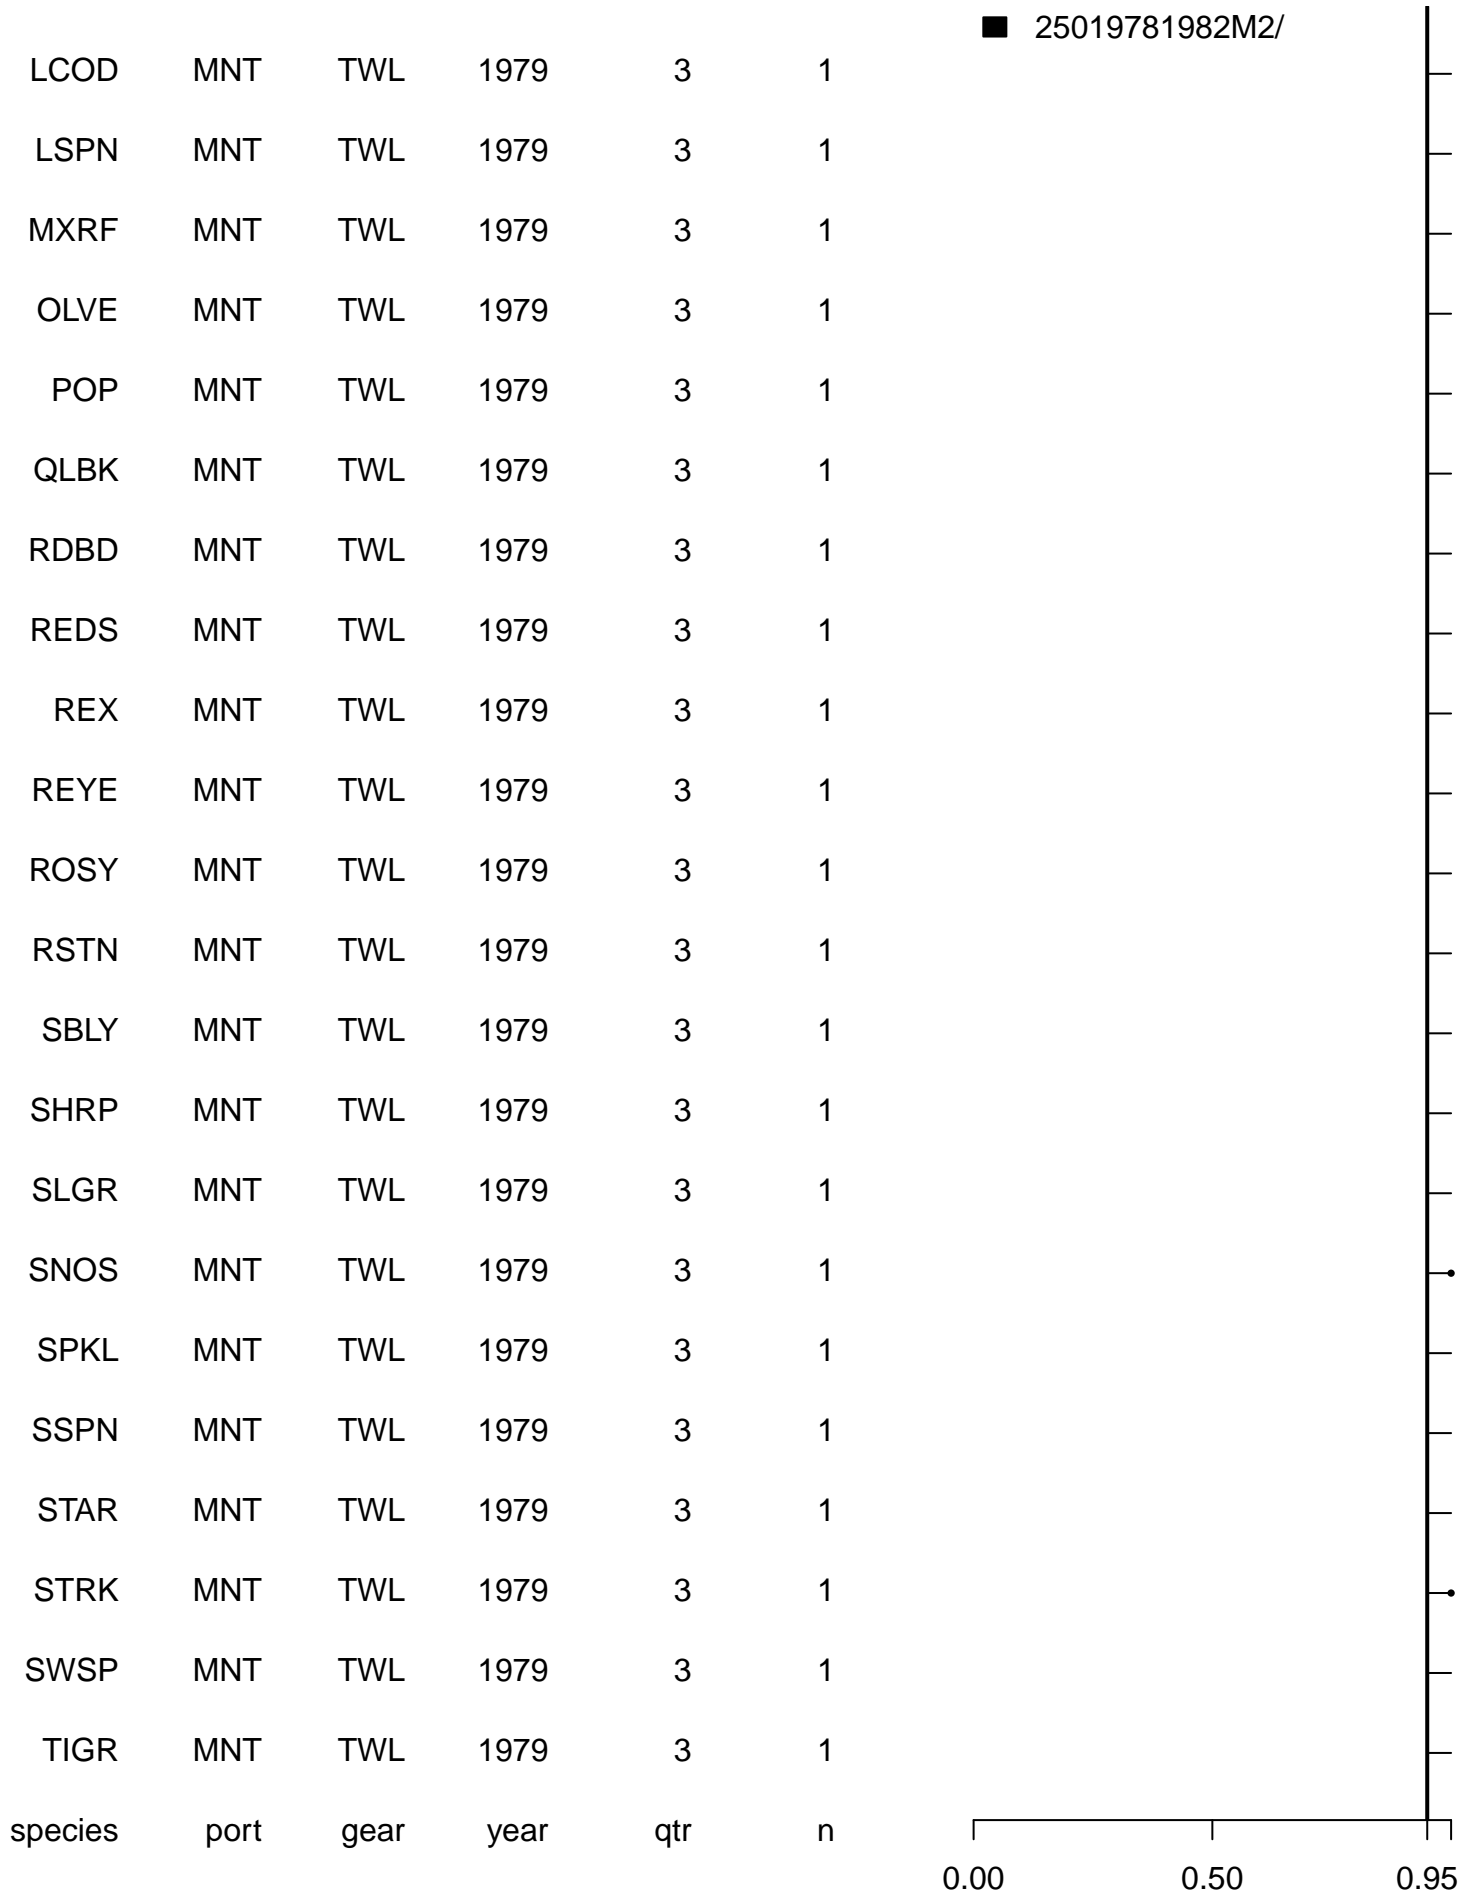 25019781982M2/
LCOD MNT TWL 1979 3 1
LSPN MNT TWL 1979 3 1
MXRF MNT TWL 1979 3 1
OLVE MNT TWL 1979 3 1
POP MNT TWL 1979 3 1
QLBK MNT TWL 1979 3 1
RDBD MNT TWL 1979 3 1
REDS MNT TWL 1979 3 1
REX MNT TWL 1979 3 1
REYE MNT TWL 1979 3 1
ROSY MNT TWL 1979 3 1
RSTN MNT TWL 1979 3 1
SBLY MNT TWL 1979 3 1
SHRP MNT TWL 1979 3 1
SLGR MNT TWL 1979 3 1
SNOS MNT TWL 1979 3 1
SPKL MNT TWL 1979 3 1
SSPN MNT TWL 1979 3 1
STAR MNT TWL 1979 3 1
STRK MNT TWL 1979 3 1
SWSP MNT TWL 1979 3 1
TIGR MNT TWL 1979 3 1
species port gear year qtr n
0.00 0.50 0.95